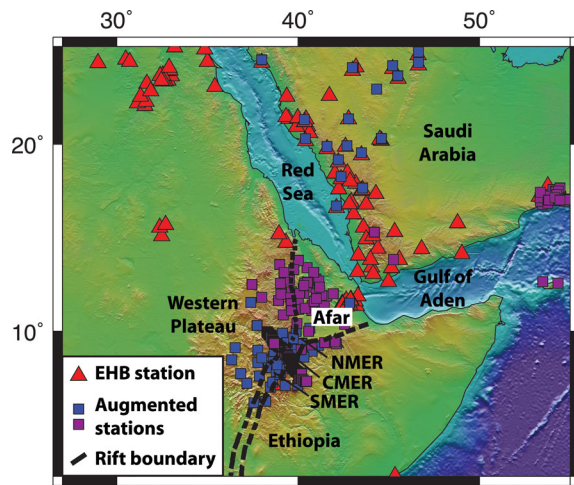 30˚ 40˚ 50˚
20˚
10˚
Saudi
Arabia
Red
Sea
Gulf of
Aden
Western
Plateau
Afar
NMER
CMER
SMER
Ethiopia
EHB station
Augmented
stations
Rift boundary